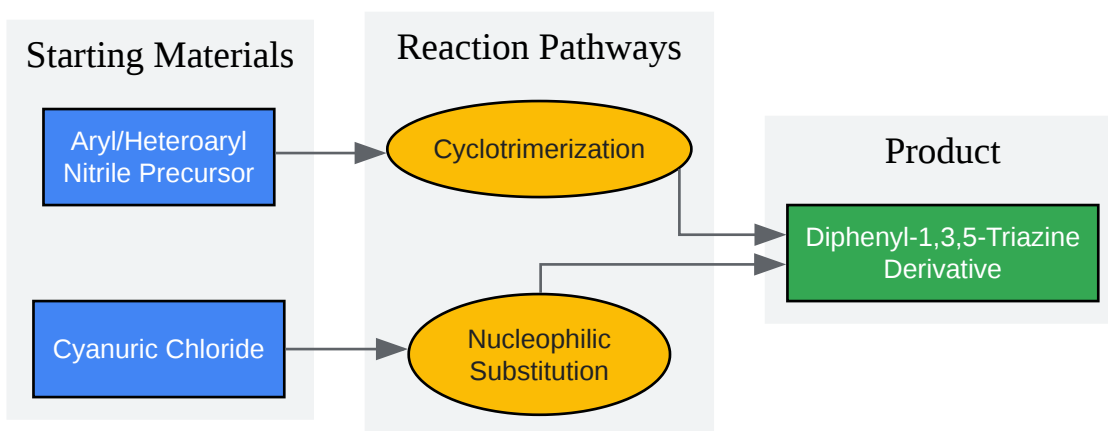 Starting Materials
Aryl/Heteroaryl
Nitrile Precursor
Cyanuric Chloride
Reaction Pathways
Cyclotrimerization
Nucleophilic
Substitution
Product
Diphenyl-1,3,5-Triazine
Derivative